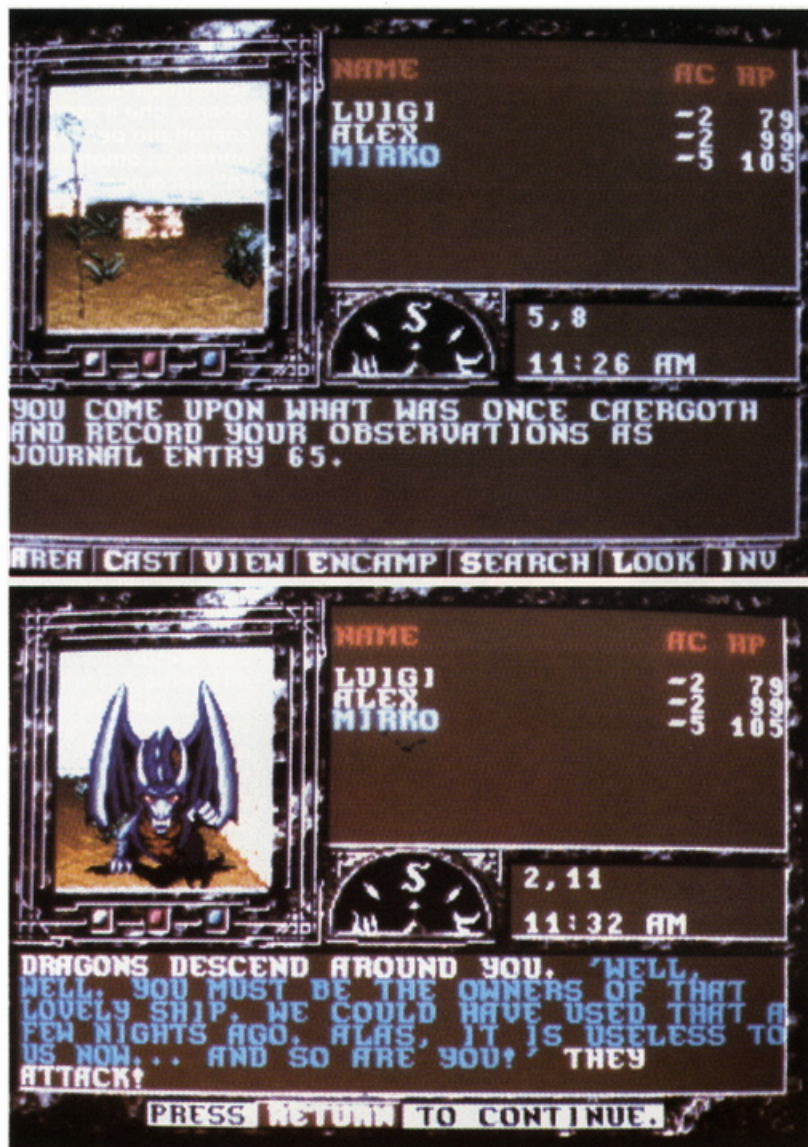 NAME AC HP
LUIGI -2 79
ALEX -2 99
MIRKO -5 105
S
5,8
11:26 AM
YOU COME UPON WHAT WAS ONCE CAERGOTH
AND RECORD YOUR OBSERVATIONS AS
JOURNAL ENTRY 65.
AREA CAST VIEW ENCAMP SEARCH LOOK INV
NAME AC HP
LUIGI -2 79
ALEX -2 99
MIRKO -5 105
S
2,11
11:32 AM
DRAGONS DESCEND AROUND YOU. 'WELL,
WELL. YOU MUST BE THE OWNERS OF THAT
LOVELY SHIP. WE COULD HAVE USED THAT A
FEW NIGHTS AGO. ALAS, IT IS USELESS TO
US NOW... AND SO ARE YOU!' THEY
ATTACK!
PRESS RETURN TO CONTINUE.